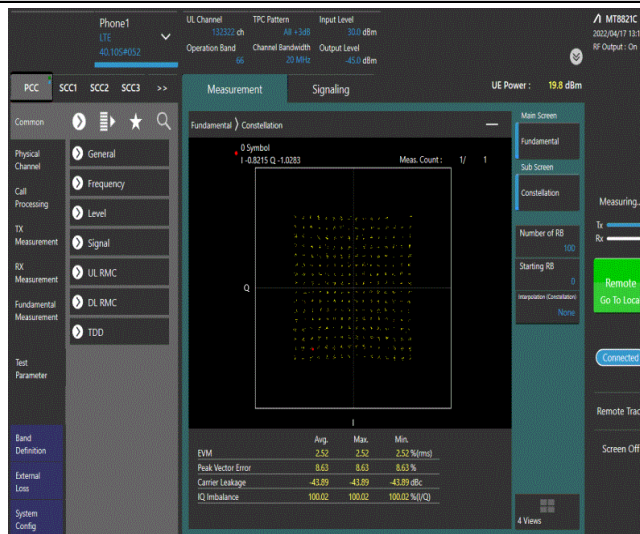 Phone1
LTE
40.10S#052
UL Channel
132322 ch
TPC Pattern
All +3dB
Input Level
30.0 dBm
Operation Band
66
Channel Bandwidth
20 MHz
Output Level
-45.0 dBm
MT8821C
2022/04/17 13:1
RF Output : On
PCC
SCC1
SCC2
SCC3
>>
Measurement
Signaling
UE Power : 19.8 dBm
Common
Physical
Channel
Call
Processing
TX
Measurement
RX
Measurement
Fundamental
Measurement
Test
Parameter
Band
Definition
External
Loss
System
Config
General
Frequency
Level
Signal
UL RMC
DL RMC
TDD
Fundamental ) Constellation
0 Symbol
I -0.8215 Q -1.0283
Meas. Count : 1/ 1
Q
I
Avg. Max. Min.
EVM 2.52 2.52 2.52 %(rms)
Peak Vector Error 8.63 8.63 8.63 %
Carrier Leakage -43.89 -43.89 -43.89 dBc
IQ Imbalance 100.02 100.02 100.02 %(I/Q)
Main Screen
Fundamental
Sub Screen
Constellation
Number of RB
100
Starting RB
0
Interpolation (Constellation)
None
4 Views
Measuring..
Tx
Rx
Remote
Go To Loca
Connected
Remote Trac
Screen Off